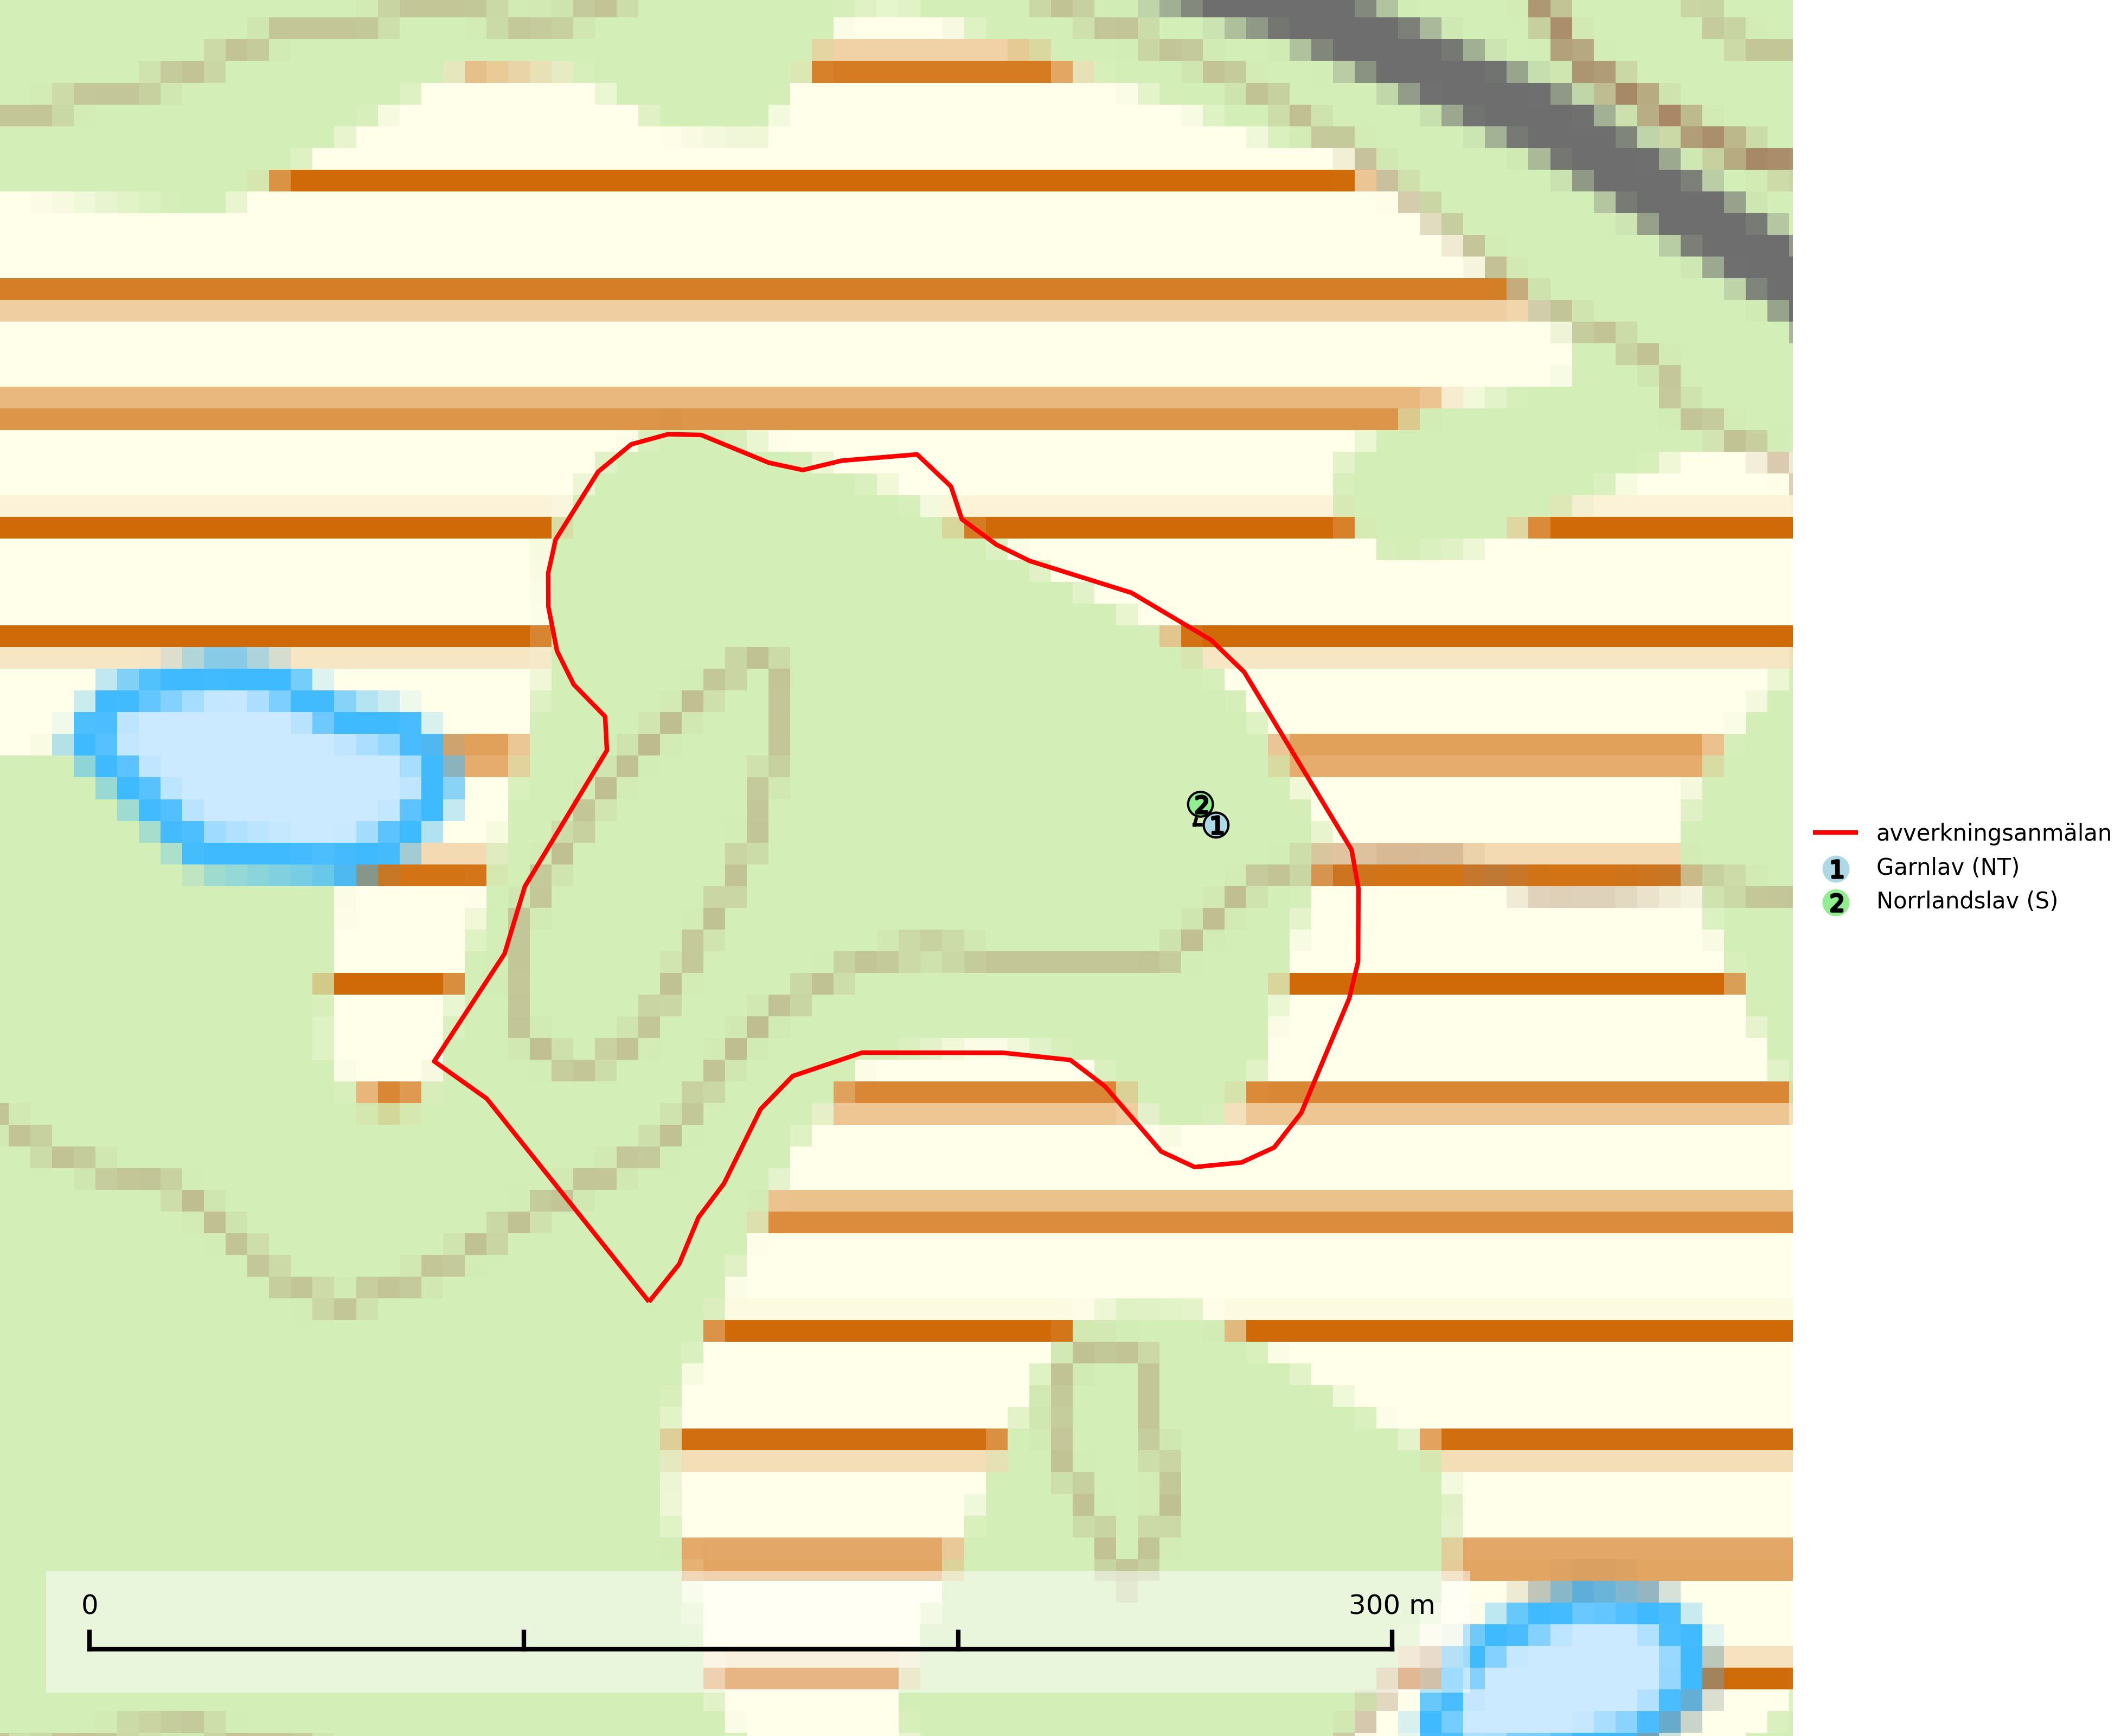 2
1
avverkningsanmälan
1 Garnlav (NT)
2 Norrlandslav (S)
0 300 m